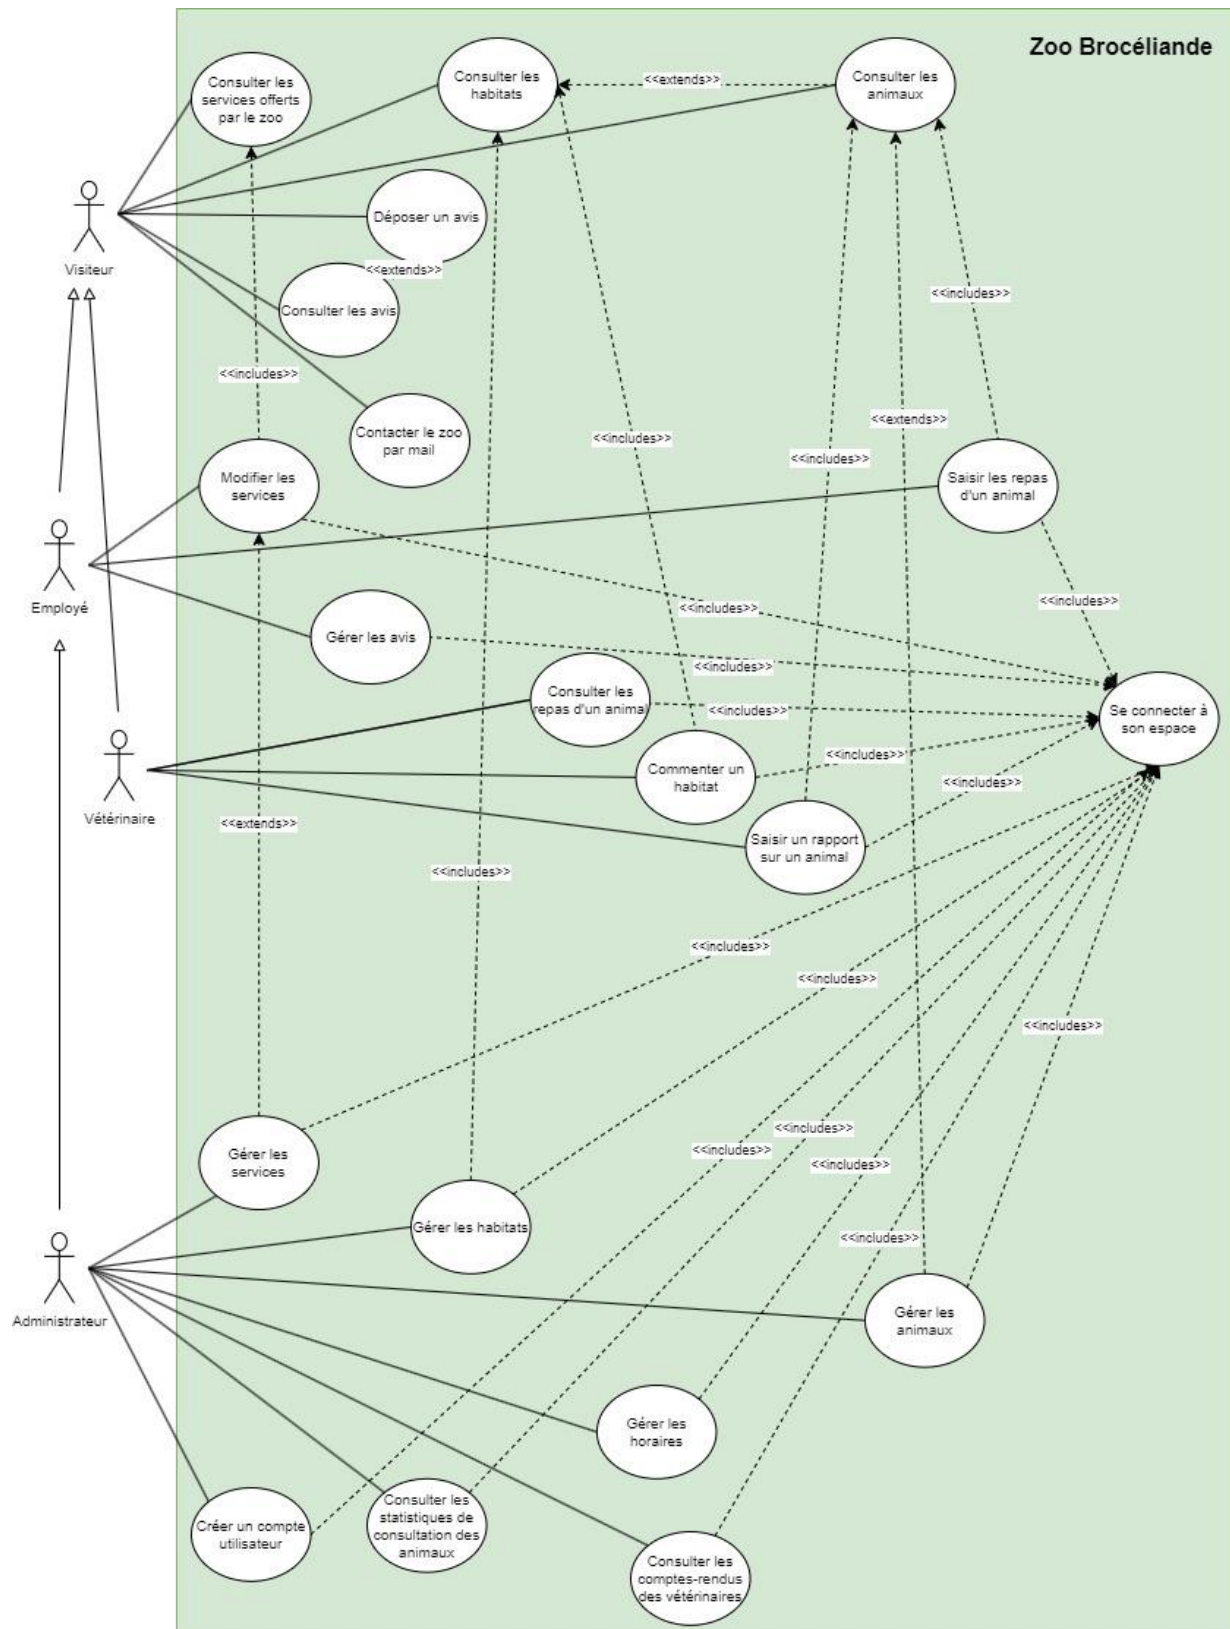 Zoo Brocéliande
Consulter les
services offerts
par le zoo
Consulter les
habitats
<<extends>>
Consulter les
animaux
Visiteur
Déposer un avis
<<extends>>
Consulter les avis
<<includes>>
<<includes>>
Contacter le zoo
par mail
<<includes>>
<<extends>>
<<includes>>
Modifier les
services
Saisir les repas
d'un animal
Employé
<<includes>>
<<includes>>
Gérer les avis
<<includes>>
Consulter les
repas d'un animal
<<includes>>
Se connecter à
son espace
Vétérinaire
Commenter un
habitat
<<includes>>
<<includes>>
<<extends>>
Saisir un rapport
sur un animal
<<includes>>
<<includes>>
<<includes>>
<<includes>>
Gérer les
services
<<includes>>
<<includes>>
<<includes>>
Gérer les habitats
<<includes>>
Administrateur
Gérer les
animaux
Gérer les
horaires
Créer un compte
utilisateur
Consulter les
statistiques de
consultation des
animaux
Consulter les
comptes-rendus
des vétérinaires